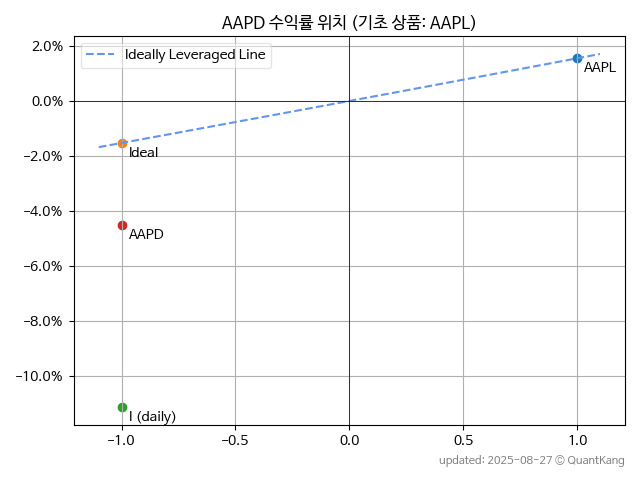 AAPD 수익률 위치 (기초 상품: AAPL)
2.0%
0.0%
−2.0%
−4.0%
−6.0%
−8.0%
−10.0%
Ideally Leveraged Line
AAPL
Ideal
AAPD
I (daily)
−1.0 −0.5 0.0 0.5 1.0
updated: 2025-08-27 © QuantKang